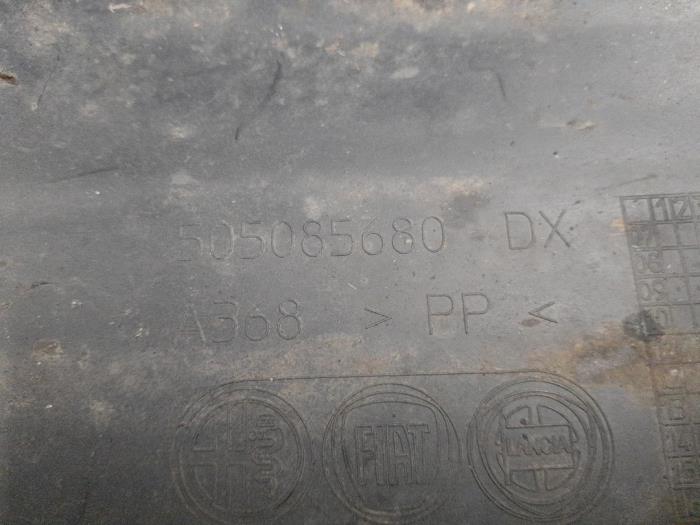 505085680 DX
A368 > PP <
FIAT
LANCIA